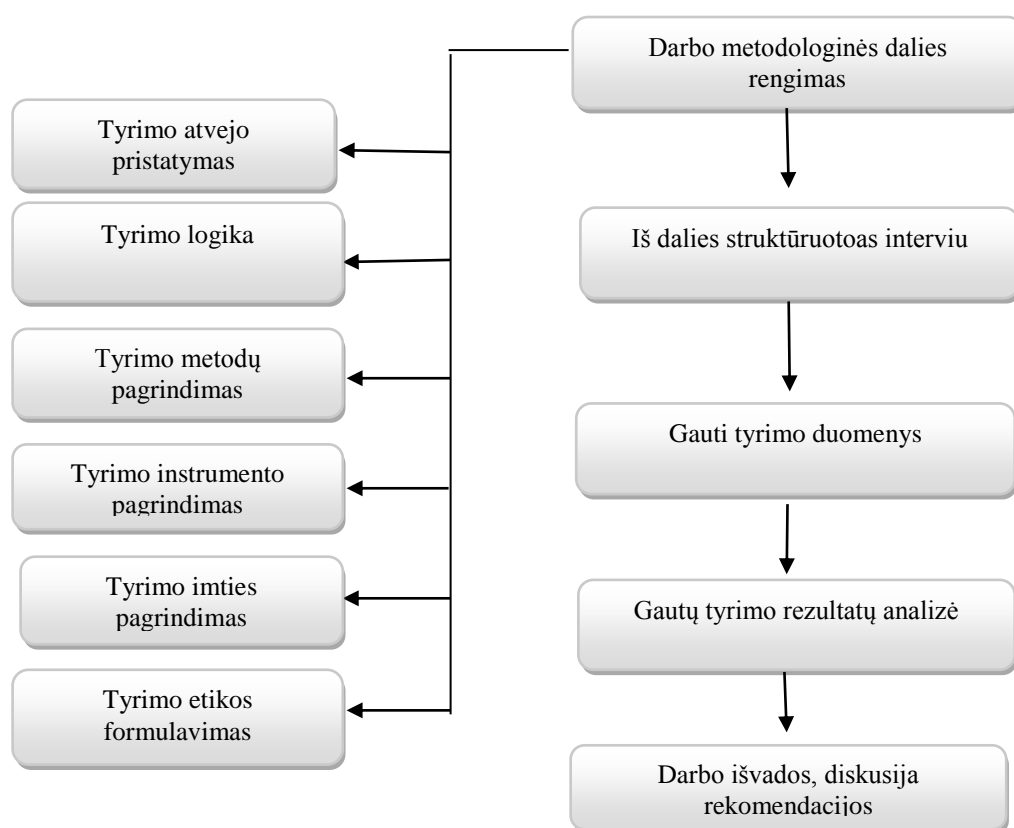 Darbo metodologinės dalies
rengimas
Tyrimo atvejo
pristatymas
Tyrimo logika
Iš dalies struktūruotoas interviu
Tyrimo metodų
pagrindimas
Gauti tyrimo duomenys
Tyrimo instrumento
pagrindimas
Tyrimo imties
pagrindimas
Gautų tyrimo rezultatų analizė
Tyrimo etikos
formulavimas
Darbo išvados, diskusija
rekomendacijos